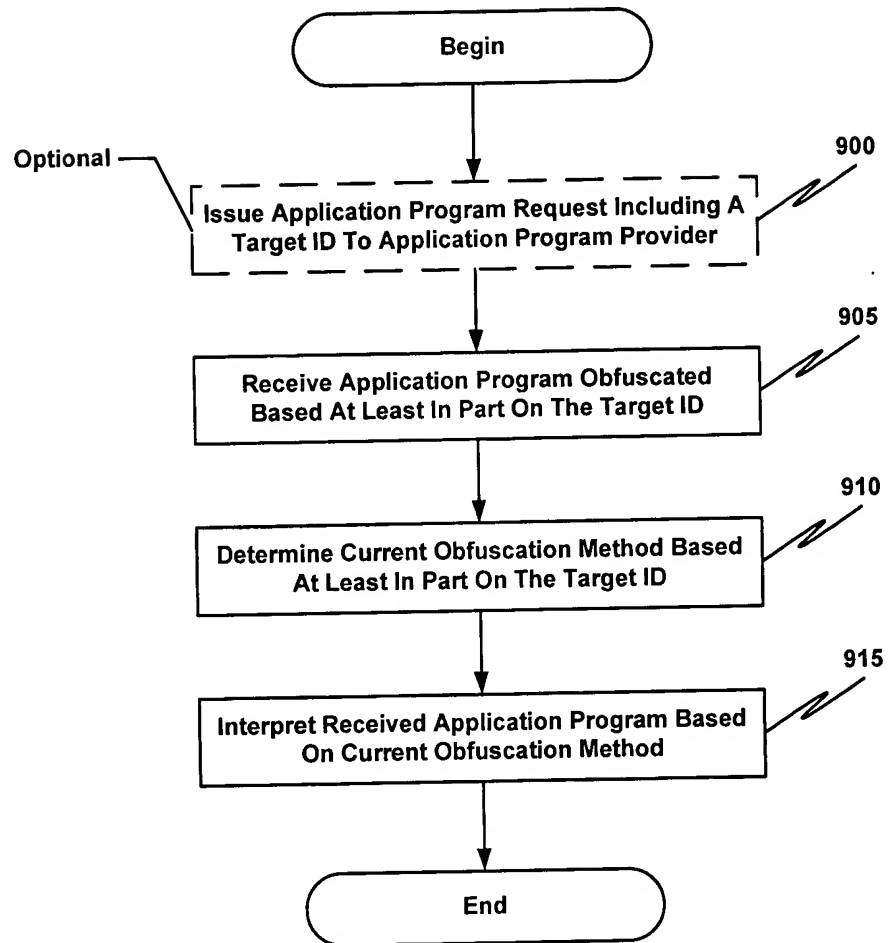 Begin
Optional
900
Issue Application Program Request Including A
Target ID To Application Program Provider
905
Receive Application Program Obfuscated
Based At Least In Part On The Target ID
910
Determine Current Obfuscation Method Based
At Least In Part On The Target ID
915
Interpret Received Application Program Based
On Current Obfuscation Method
End